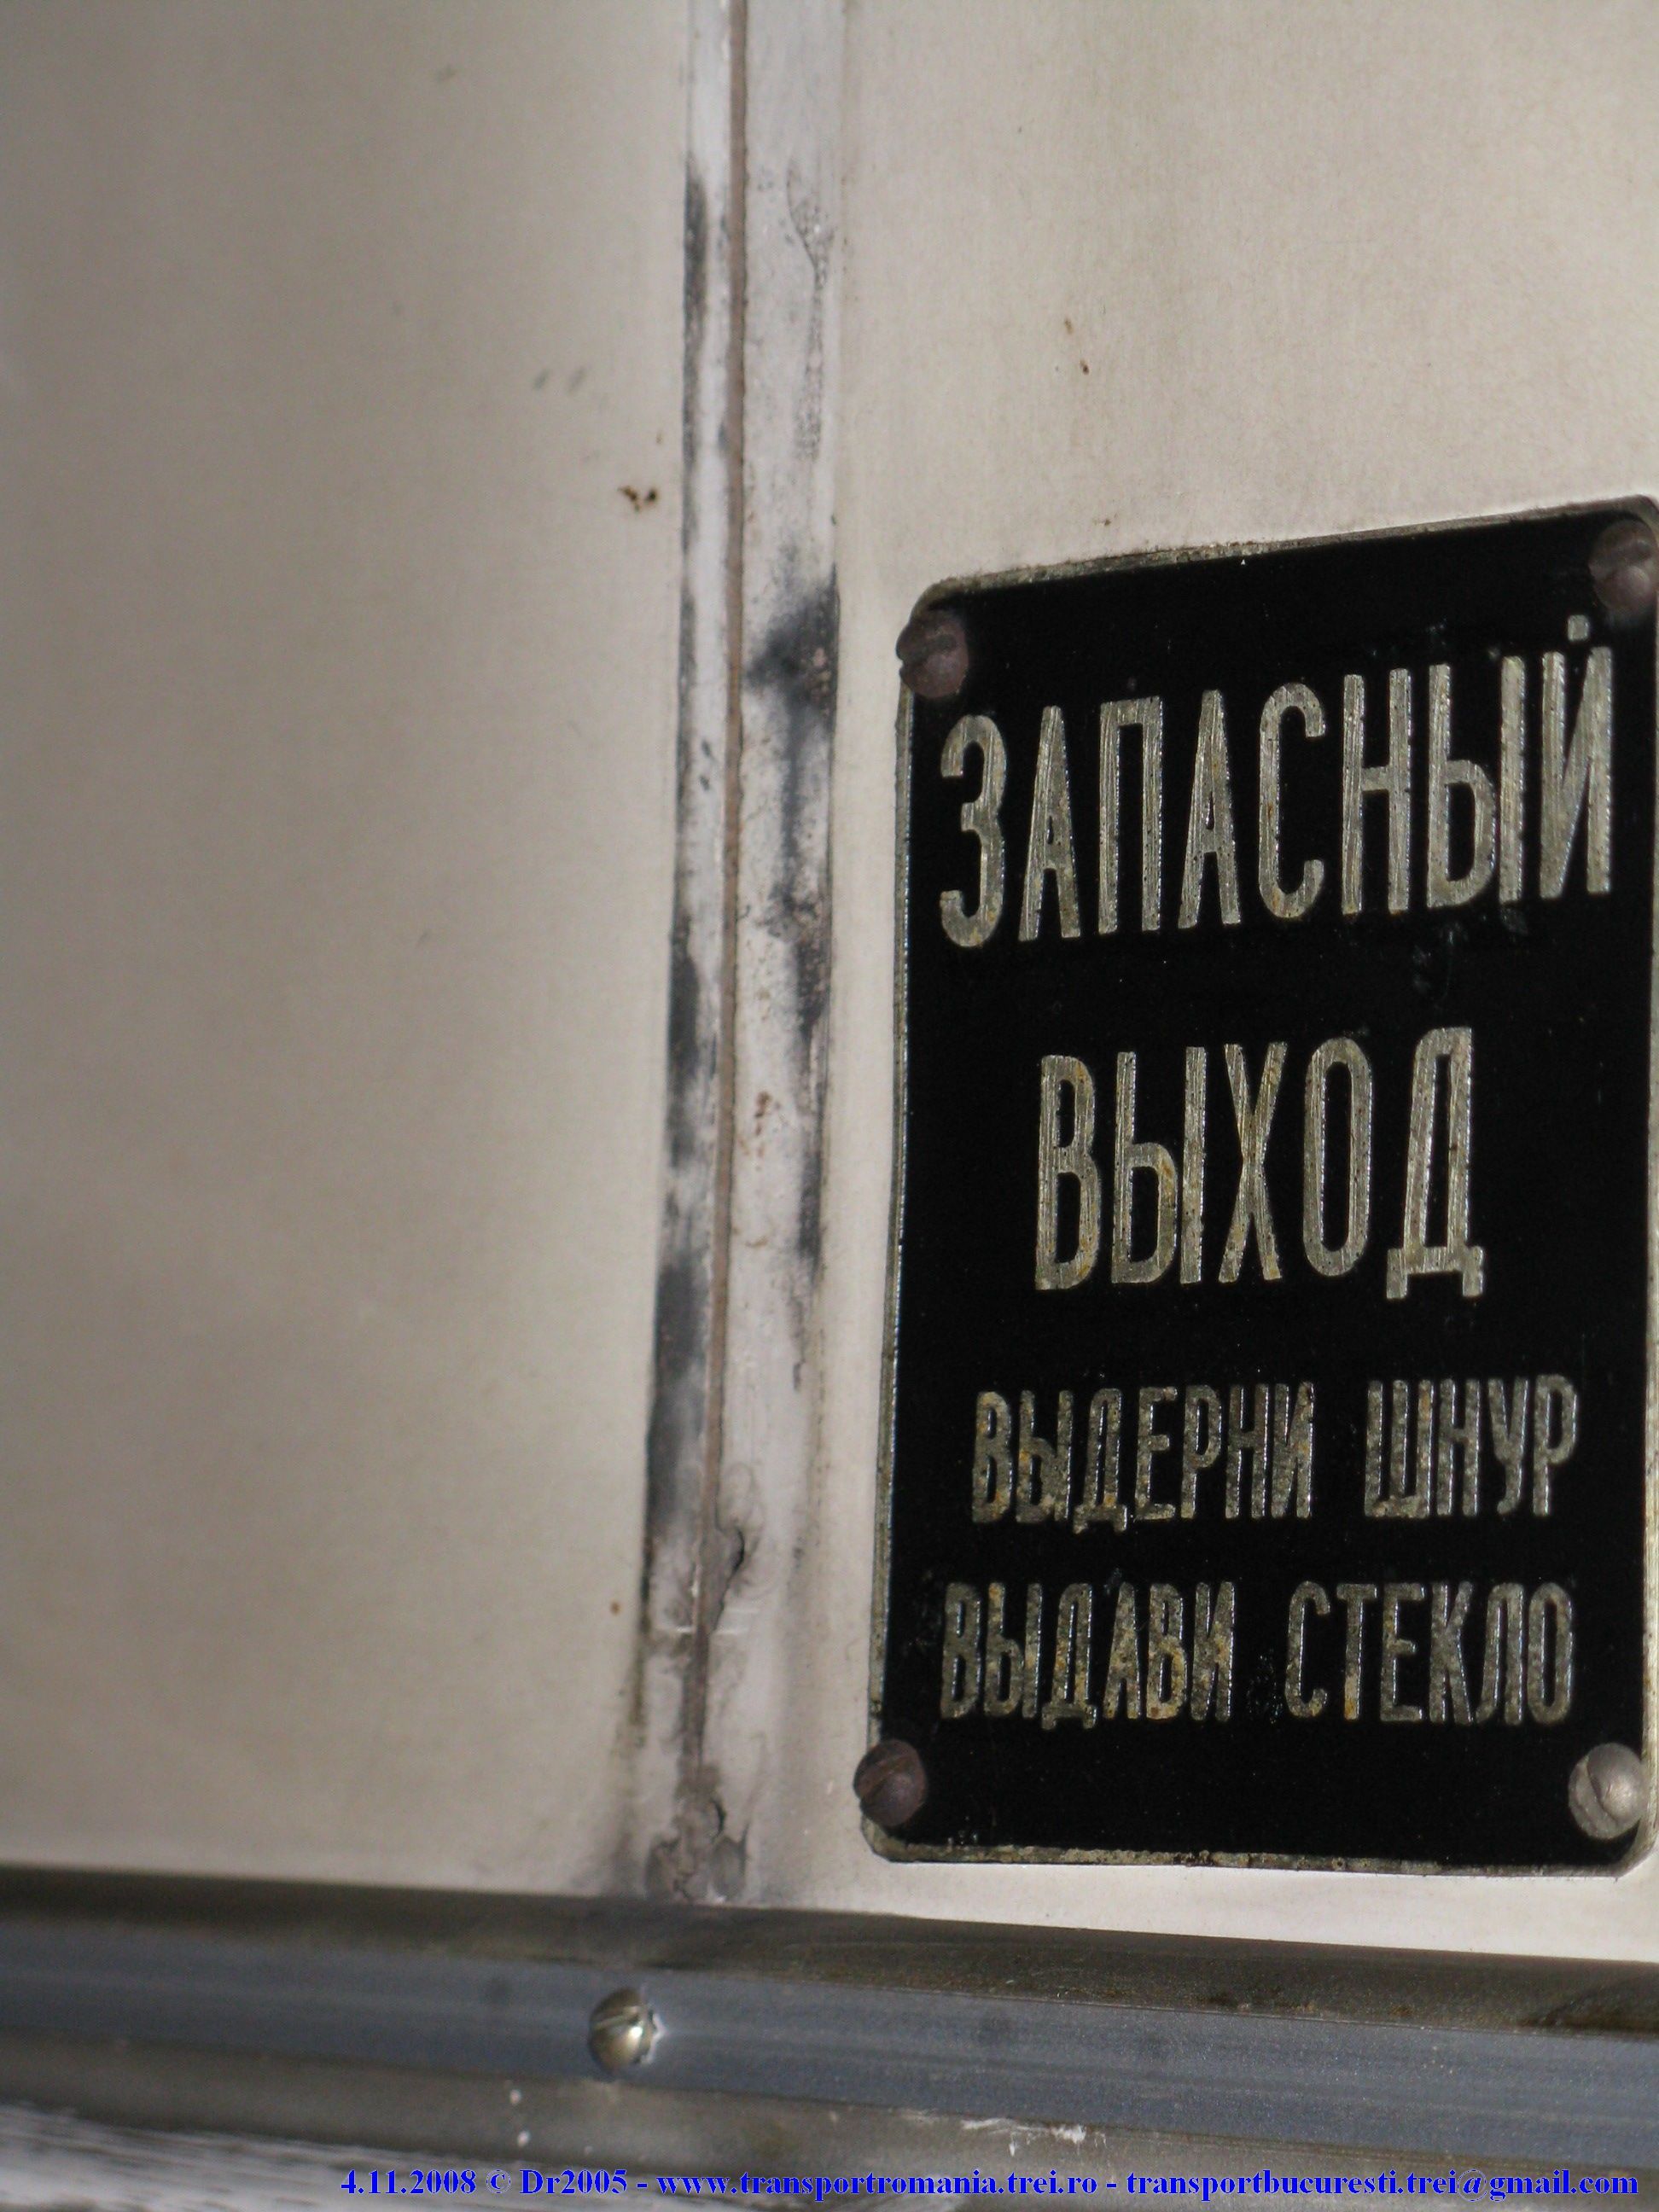 ЗАПАСНЫЙ
ВЫХОД
ВЫДЕРНИ ШНУР
ВЫДАВИ СТЕКЛО
4.11.2008 © Dr2005 - www.transportromania.trei.ro - transportbucuresti.trei@gmail.com